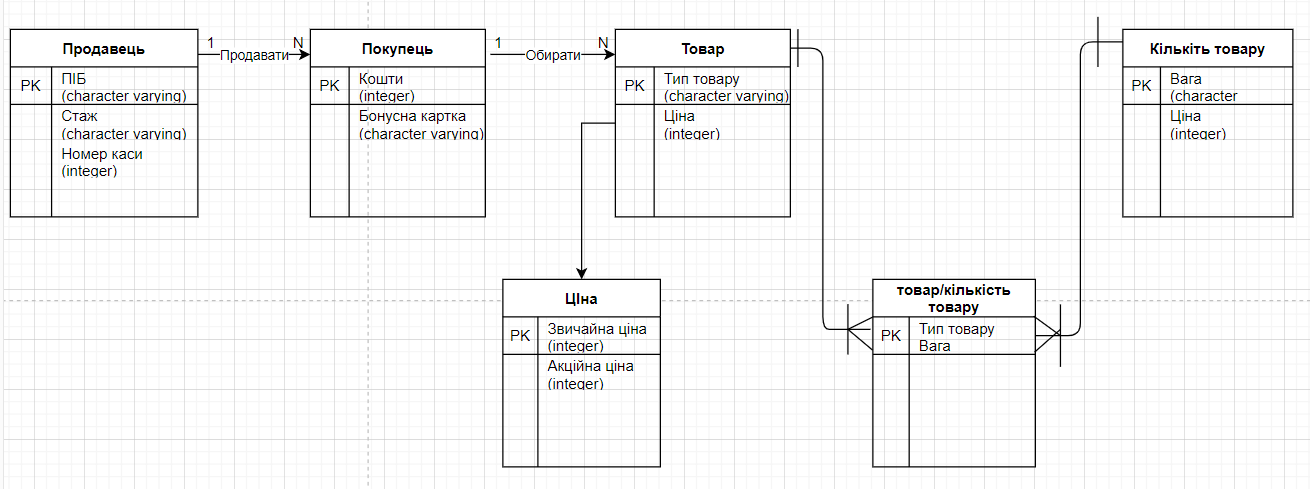 Продавець
1
Продавати
N
PK
ПІБ
(character varying)
Стаж
(character varying)
Номер каси
(integer)
Покупець
1
Обирати
N
PK
Кошти
(integer)
Бонусна картка
(character varying)
Товар
PK
Тип товару
(character varying)
Ціна
(integer)
Кількіть товару
PK
Вага
(character
Ціна
(integer)
ЦІна
PK
Звичайна ціна
(integer)
Акційна ціна
(integer)
товар/кількість
товару
PK
Тип товару
Вага